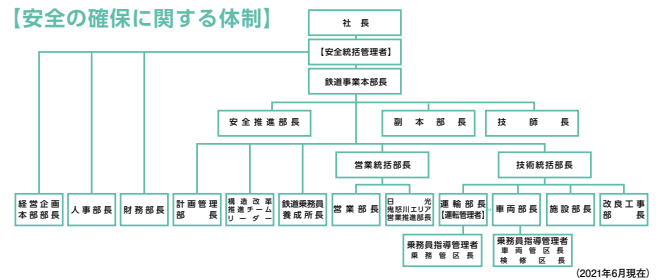 【安全の確保に関する体制】
社長
【安全統括管理者】
鉄道事業本部長
安全推進部長
副本部長
技師長
営業統括部長
技術統括部長
経営企画
本部部長
人事部長
財務部長
計画管理
部長
構造改革
推進チーム
リーダー
鉄道乗務員
養成所長
営業部長
日光
鬼怒川エリア
営業推進部長
運輸部長
【運転管理者】
車両部長
施設部長
改良工事
部長
乗務員指導管理者
乗務管区長
乗務員指導管理者
車両管区長
検修区長
(2021年6月現在)